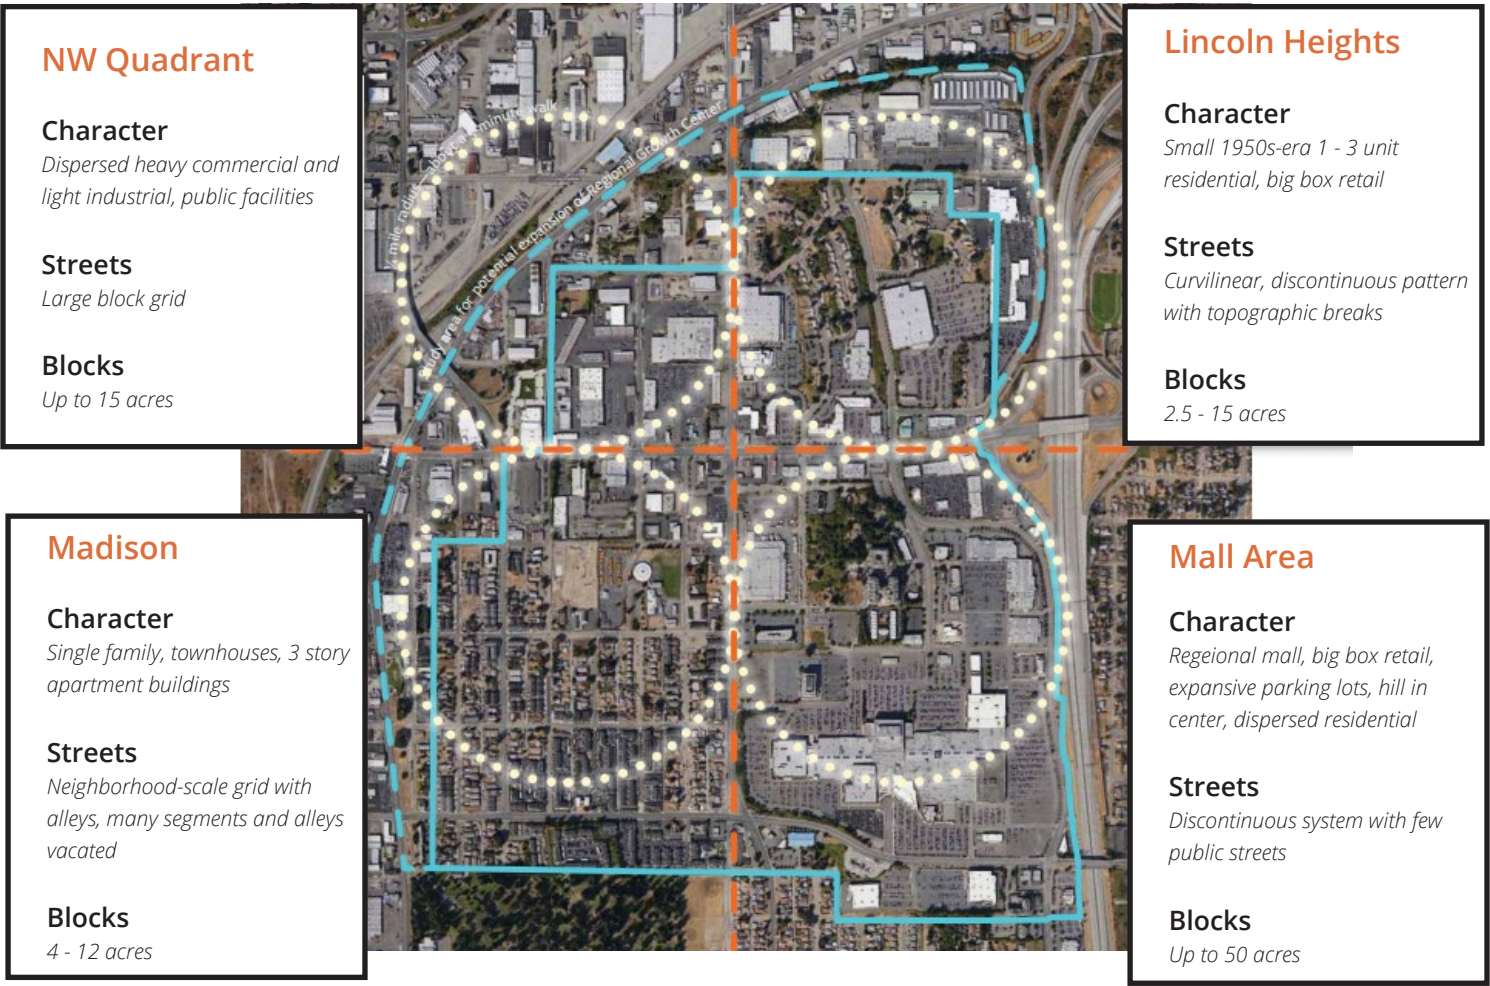 NW Quadrant
Character
Dispersed heavy commercial and
light industrial, public facilities
Streets
Large block grid
Blocks
Up to 15 acres
Lincoln Heights
Character
Small 1950s-era 1 - 3 unit
residential, big box retail
Streets
Curvilinear, discontinuous pattern
with topographic breaks
Blocks
2.5 - 15 acres
mile radius
minute walk
Study area for potential expansion of Regional Growth Center
Madison
Character
Single family, townhouses, 3 story
apartment buildings
Streets
Neighborhood-scale grid with
alleys, many segments and alleys
vacated
Blocks
4 - 12 acres
Mall Area
Character
Regeional mall, big box retail,
expansive parking lots, hill in
center, dispersed residential
Streets
Discontinuous system with few
public streets
Blocks
Up to 50 acres